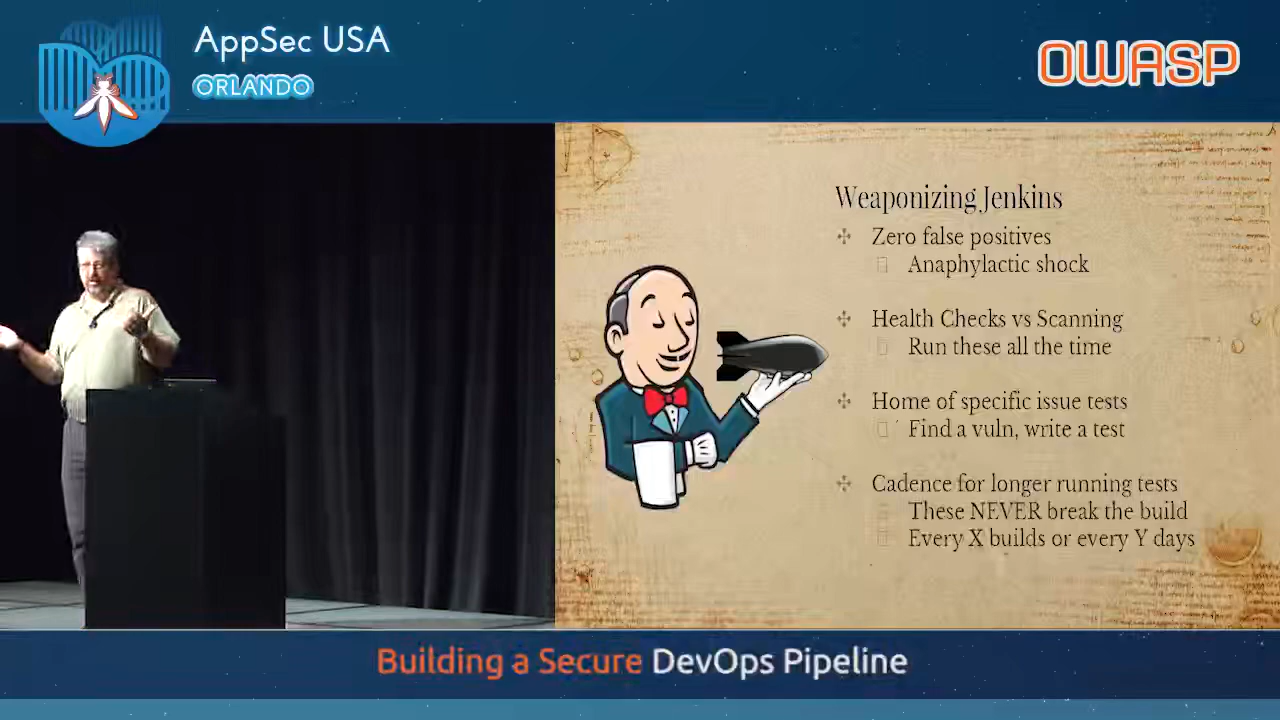 AppSec USA
ORLANDO
OWASP
Weaponizing Jenkins
Zero false positives
Anaphylactic shock
Health Checks vs Scanning
Run these all the time
Home of specific issue tests
Find a vuln, write a test
Cadence for longer running tests
These NEVER break the build
Every X builds or every Y days
Building a Secure DevOps Pipeline